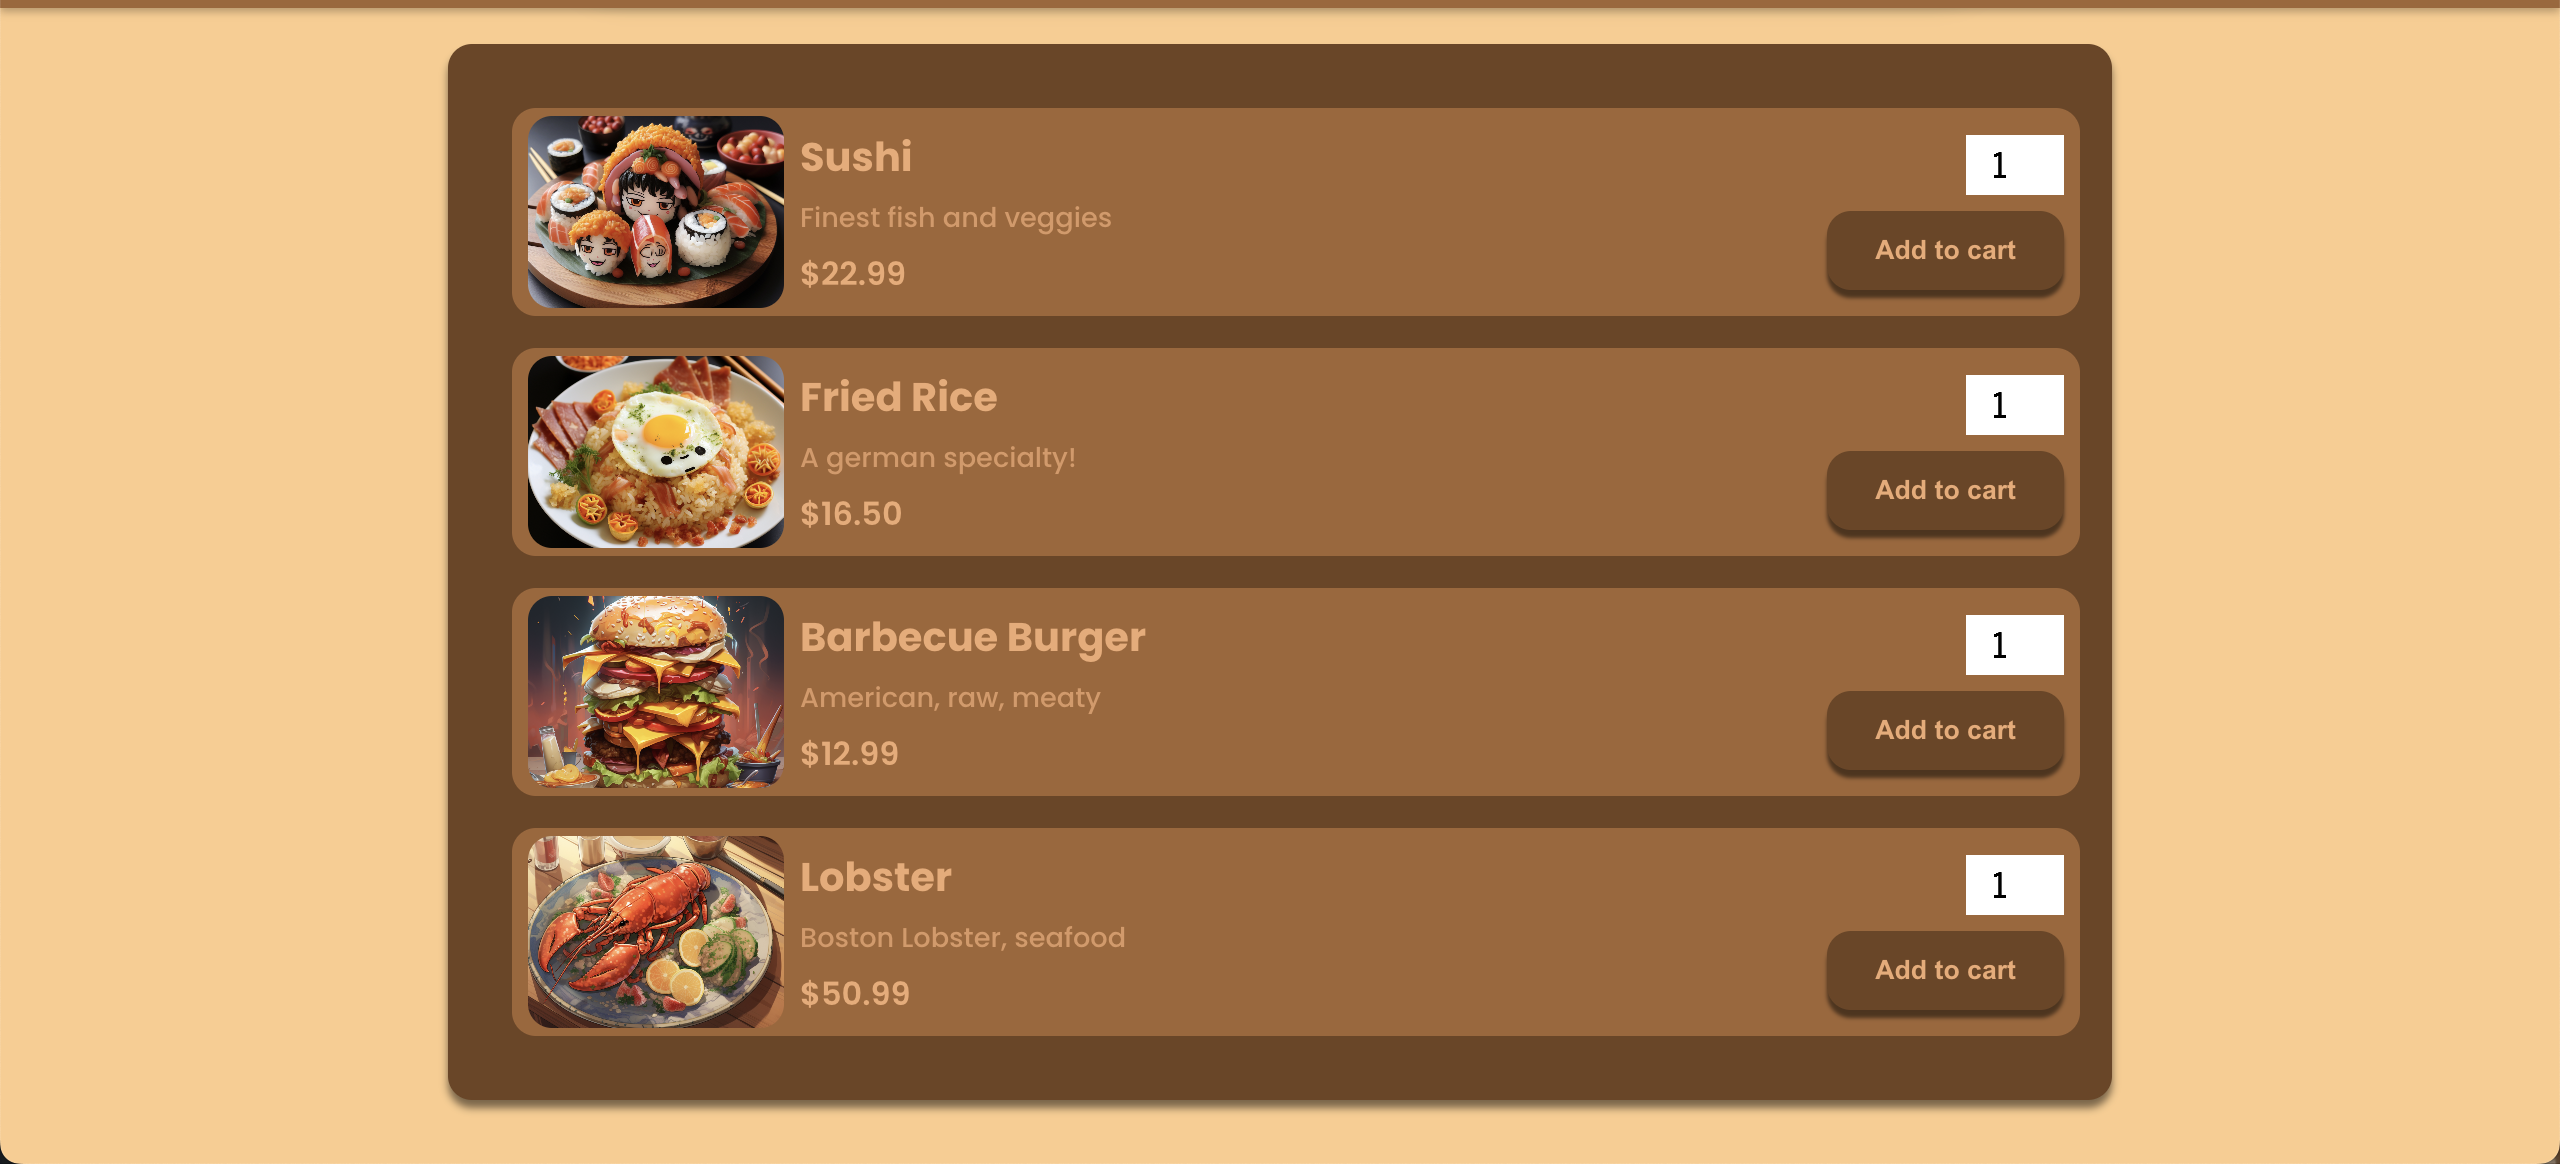 Sushi
Finest fish and veggies
$22.99
1
Add to cart
Fried Rice
A german specialty!
$16.50
1
Add to cart
Barbecue Burger
American, raw, meaty
$12.99
1
Add to cart
Lobster
Boston Lobster, seafood
$50.99
1
Add to cart